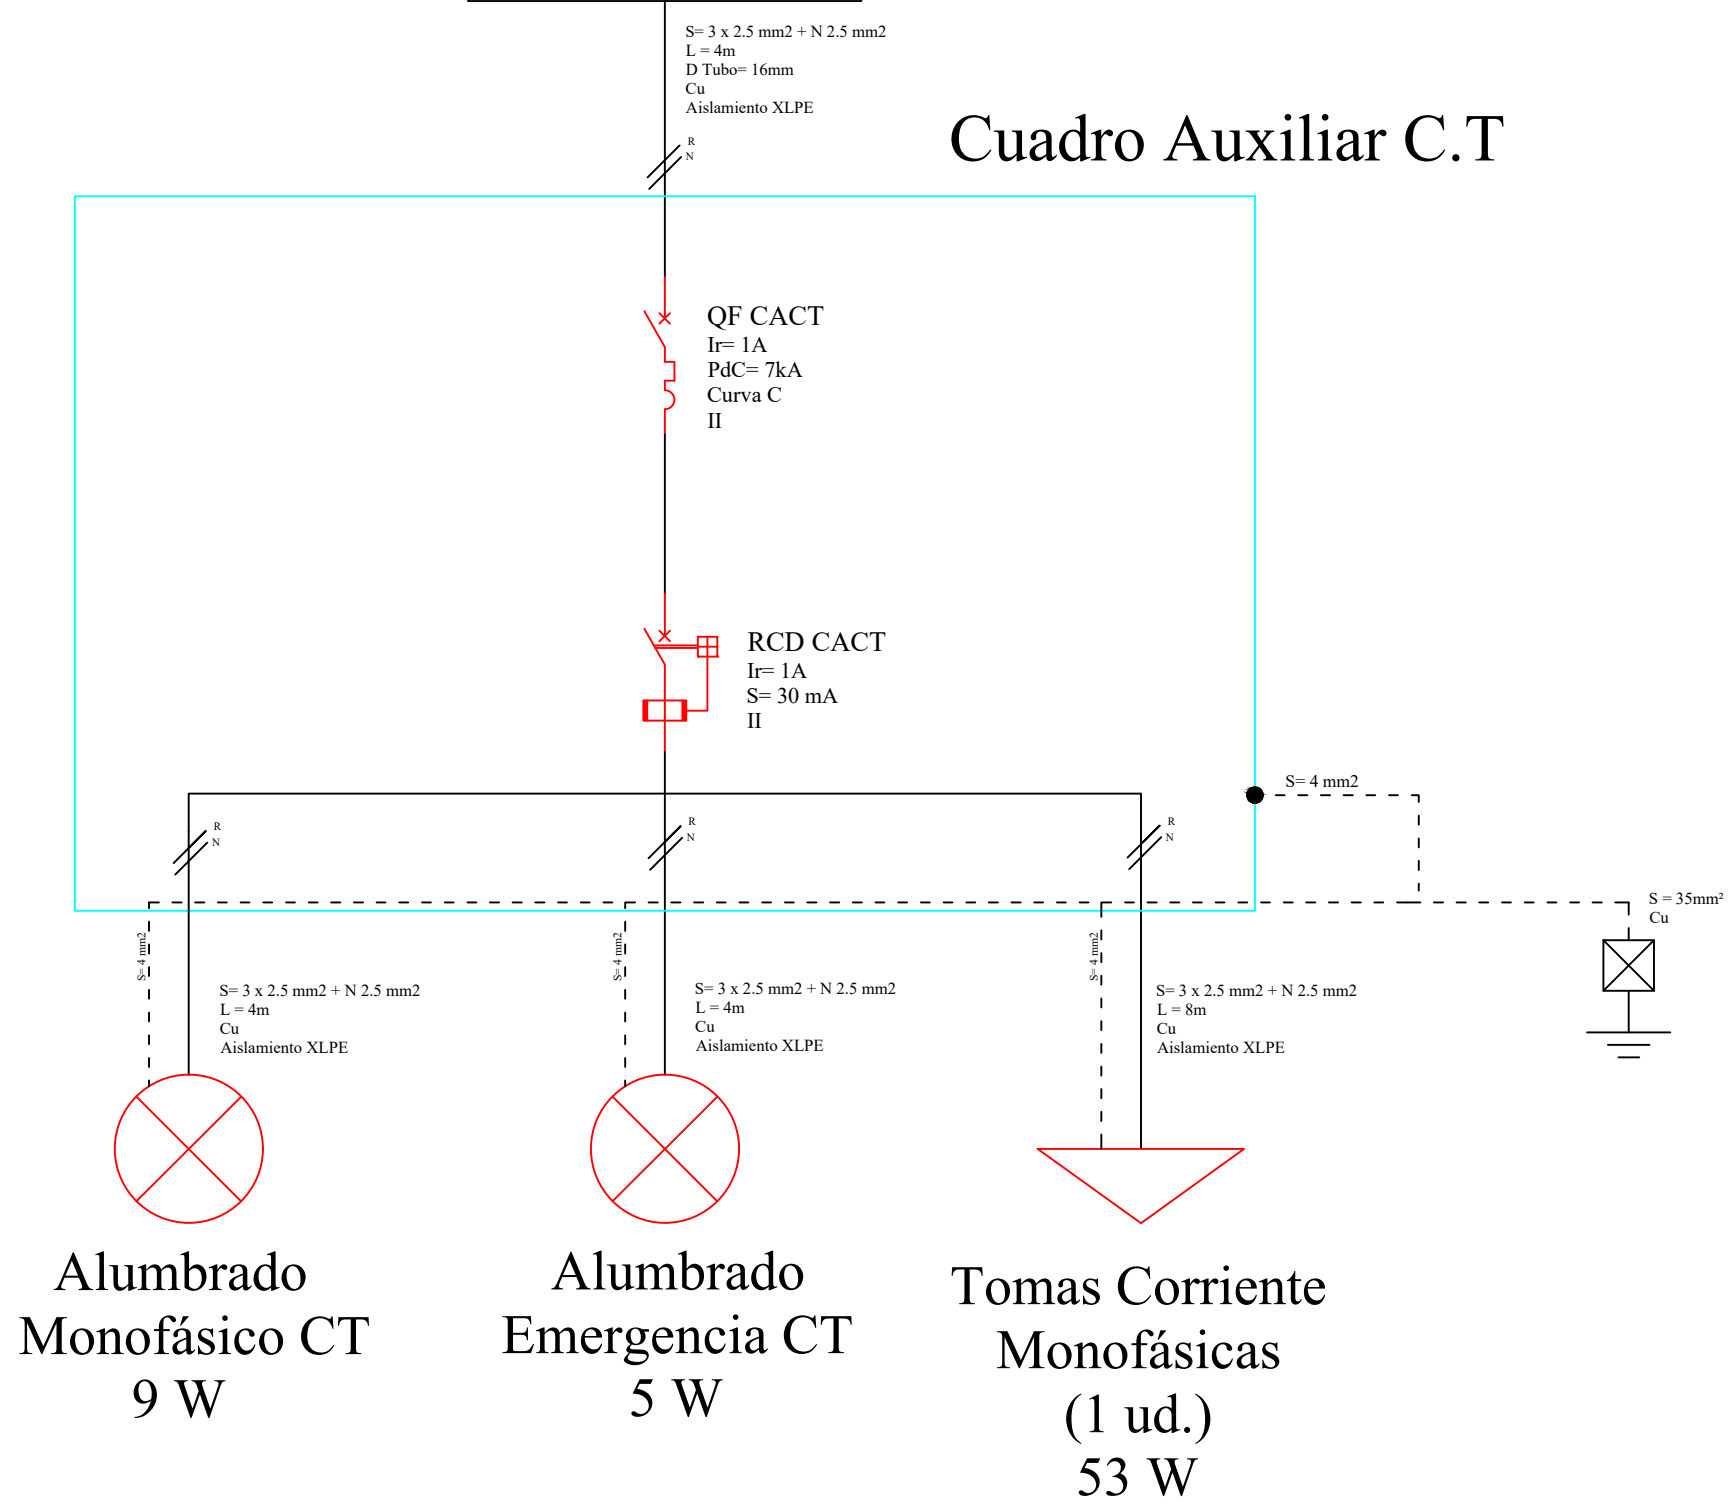 S= 3 x 2.5 mm2 + N 2.5 mm2
L = 4m
D Tubo= 16mm
Cu
Aislamiento XLPE
R
N
Cuadro Auxiliar C.T
QF CACT
Ir= 1A
PdC= 7kA
Curva C
II
RCD CACT
Ir= 1A
S= 30 mA
II
S= 4 mm2
R
N
R
N
R
N
S = 35mm²
Cu
S= 4 mm2
S= 3 x 2.5 mm2 + N 2.5 mm2
L = 4m
Cu
Aislamiento XLPE
S= 4 mm2
S= 3 x 2.5 mm2 + N 2.5 mm2
L = 4m
Cu
Aislamiento XLPE
S= 4 mm2
S= 3 x 2.5 mm2 + N 2.5 mm2
L = 8m
Cu
Aislamiento XLPE
Alumbrado
Monofásico CT
9 W
Alumbrado
Emergencia CT
5 W
Tomas Corriente
Monofásicas
(1 ud.)
53 W